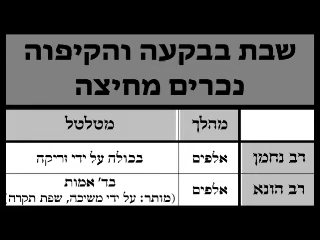 שבת בבקעה והקיפוה
נכרים מחיצה
מהלך מטלטל
רב נחמן אלפים בכולה על ידי זריקה
רב הונא אלפים בד' אמות
(מותר: על ידי משיכה, שפת תקרה)